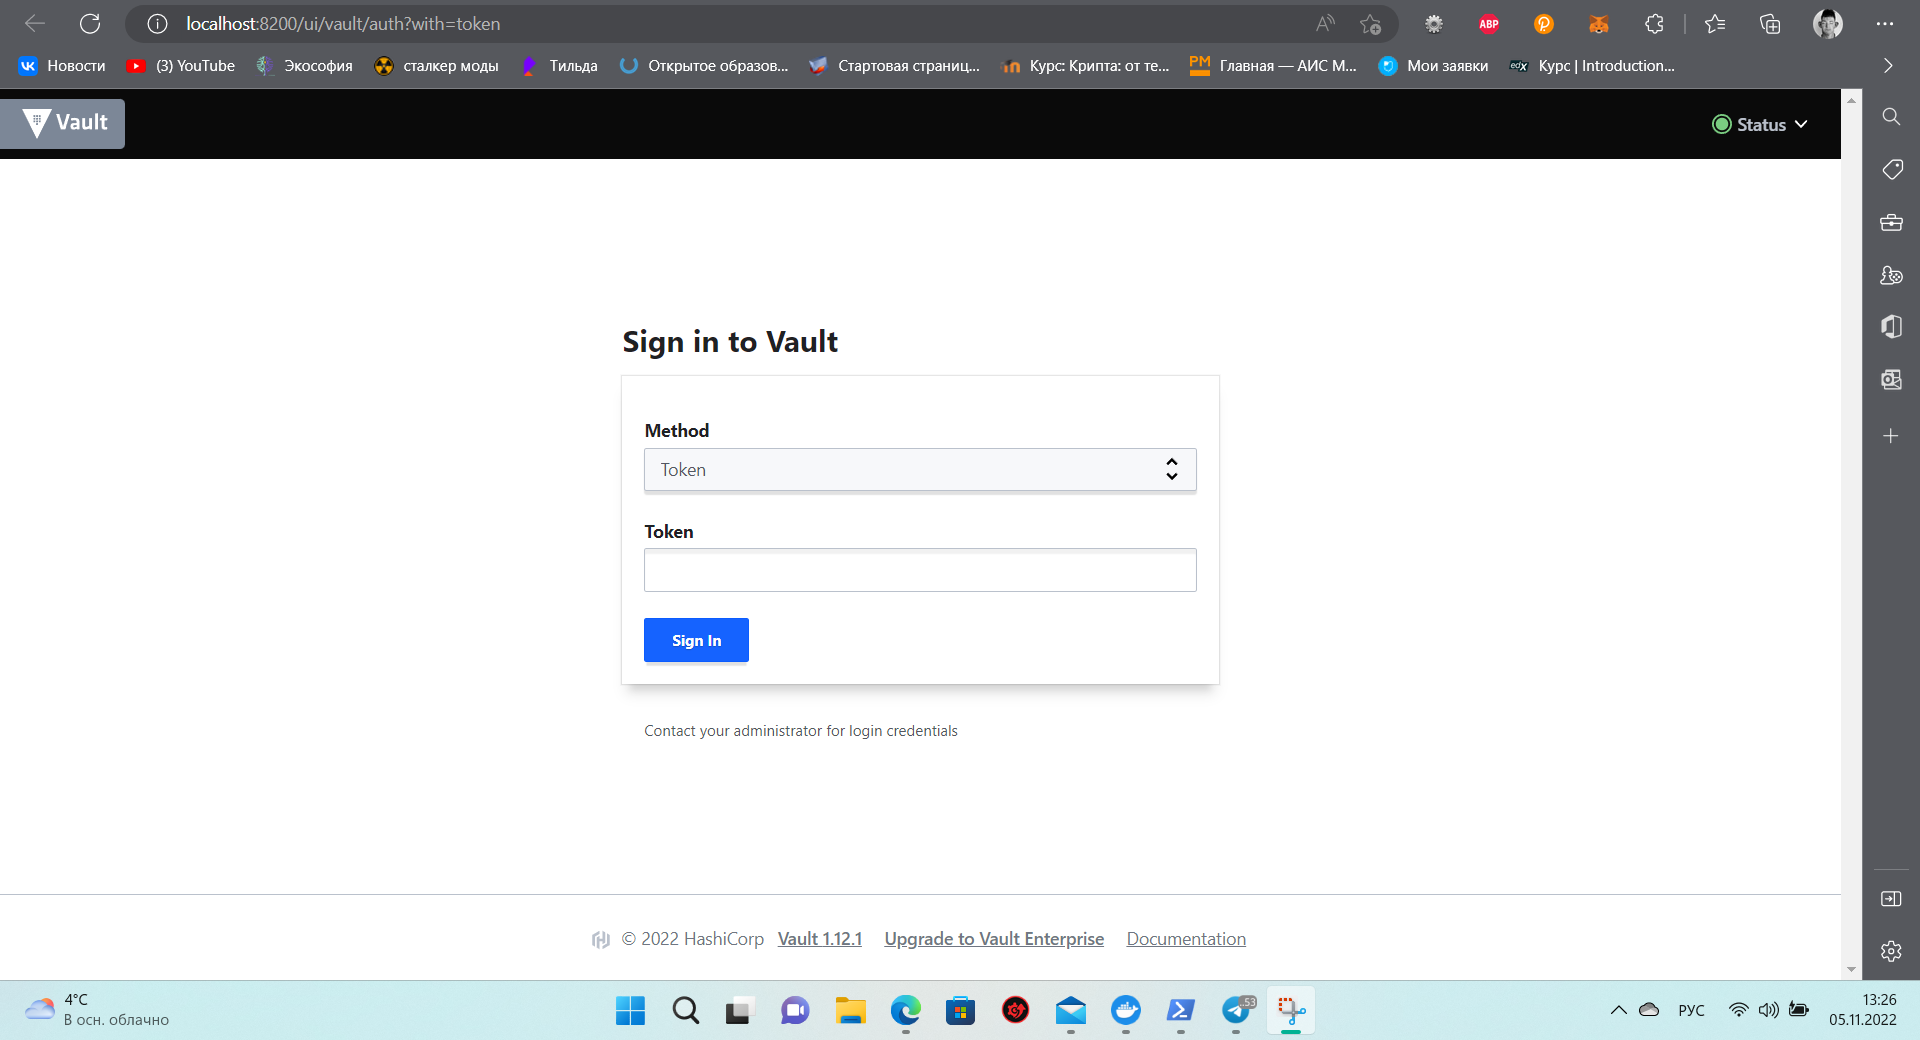 localhost:8200/ui/vault/auth?with=token
ABP
Новости
(3) YouTube
Экософия
сталкер моды
Тильда
Открытое образов...
Стартовая страниц...
Курс: Крипта: от те...
PM
Главная — АИС М...
Мои заявки
edX
Курс | Introduction...
Vault
Status
Sign in to Vault
Method
Token
Token
Sign In
Contact your administrator for login credentials
© 2022 HashiCorp Vault 1.12.1 Upgrade to Vault Enterprise Documentation
4°C
В осн. облачно
53
РУС
13:26
05.11.2022